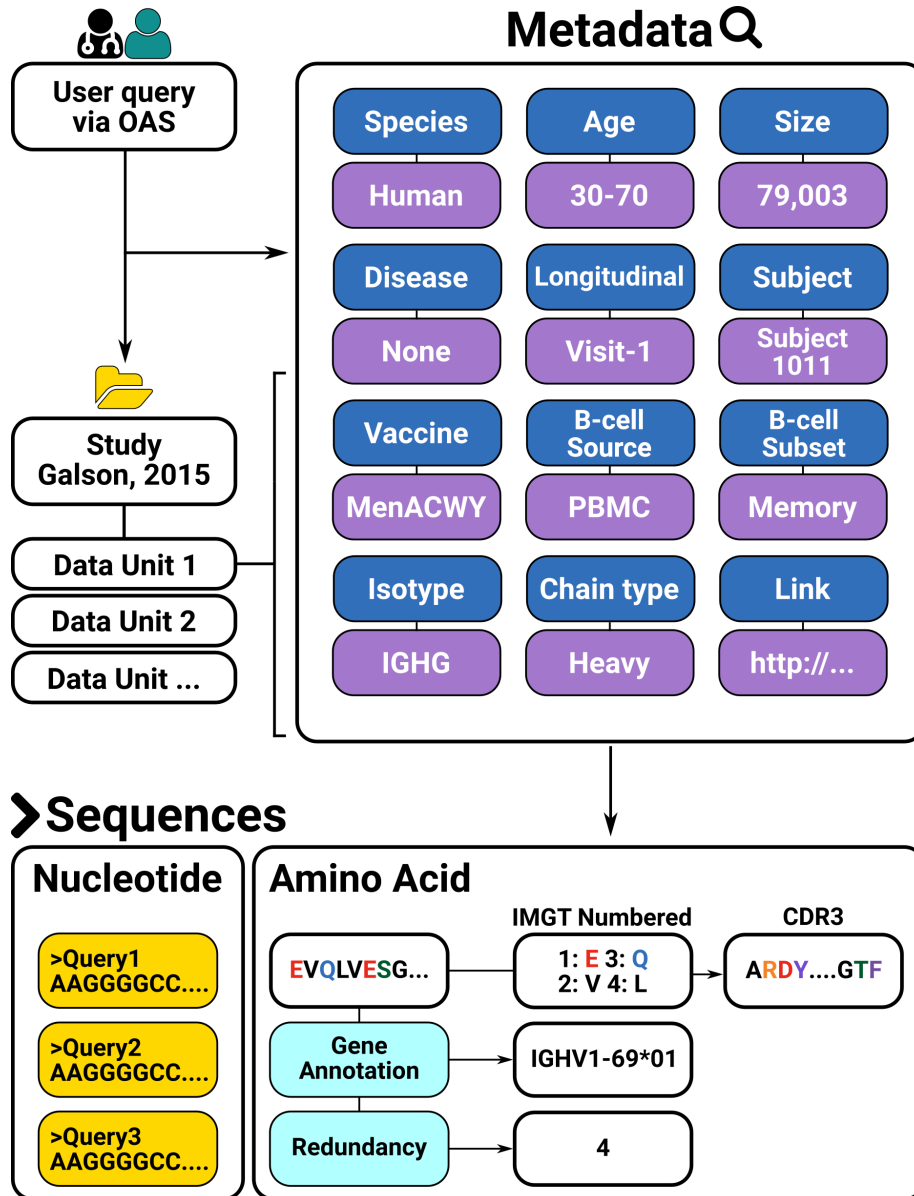 Metadata
User query
via OAS
Species
Age
Size
Human
30-70
79,003
Disease
Longitudinal
Subject
None
Visit-1
Subject
1011
Study
Galson, 2015
Vaccine
B-cell
Source
B-cell
Subset
MenACWY
PBMC
Memory
Data Unit 1
Data Unit 2
Data Unit ...
Isotype
Chain type
Link
IGHG
Heavy
http://...
Sequences
Nucleotide
>Query1
AAGGGGCC....
>Query2
AAGGGGCC....
>Query3
AAGGGGCC....
Amino Acid
IMGT Numbered
CDR3
EVQLVESG...
1: E 3: Q
2: V 4: L
ARDY....GTF
Gene
Annotation
IGHV1-69*01
Redundancy
4